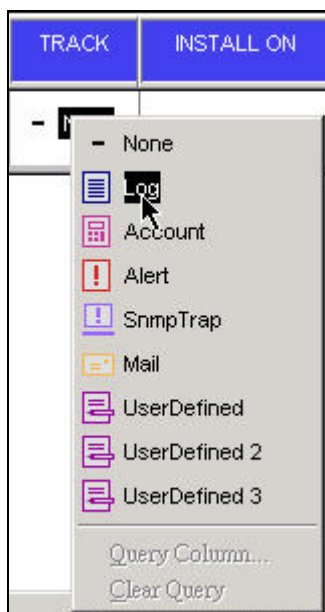 TRACK INSTALL ON
None
Log
Account
Alert
SnmpTrap
Mail
UserDefined
UserDefined 2
UserDefined 3
Query Column...
Clear Query